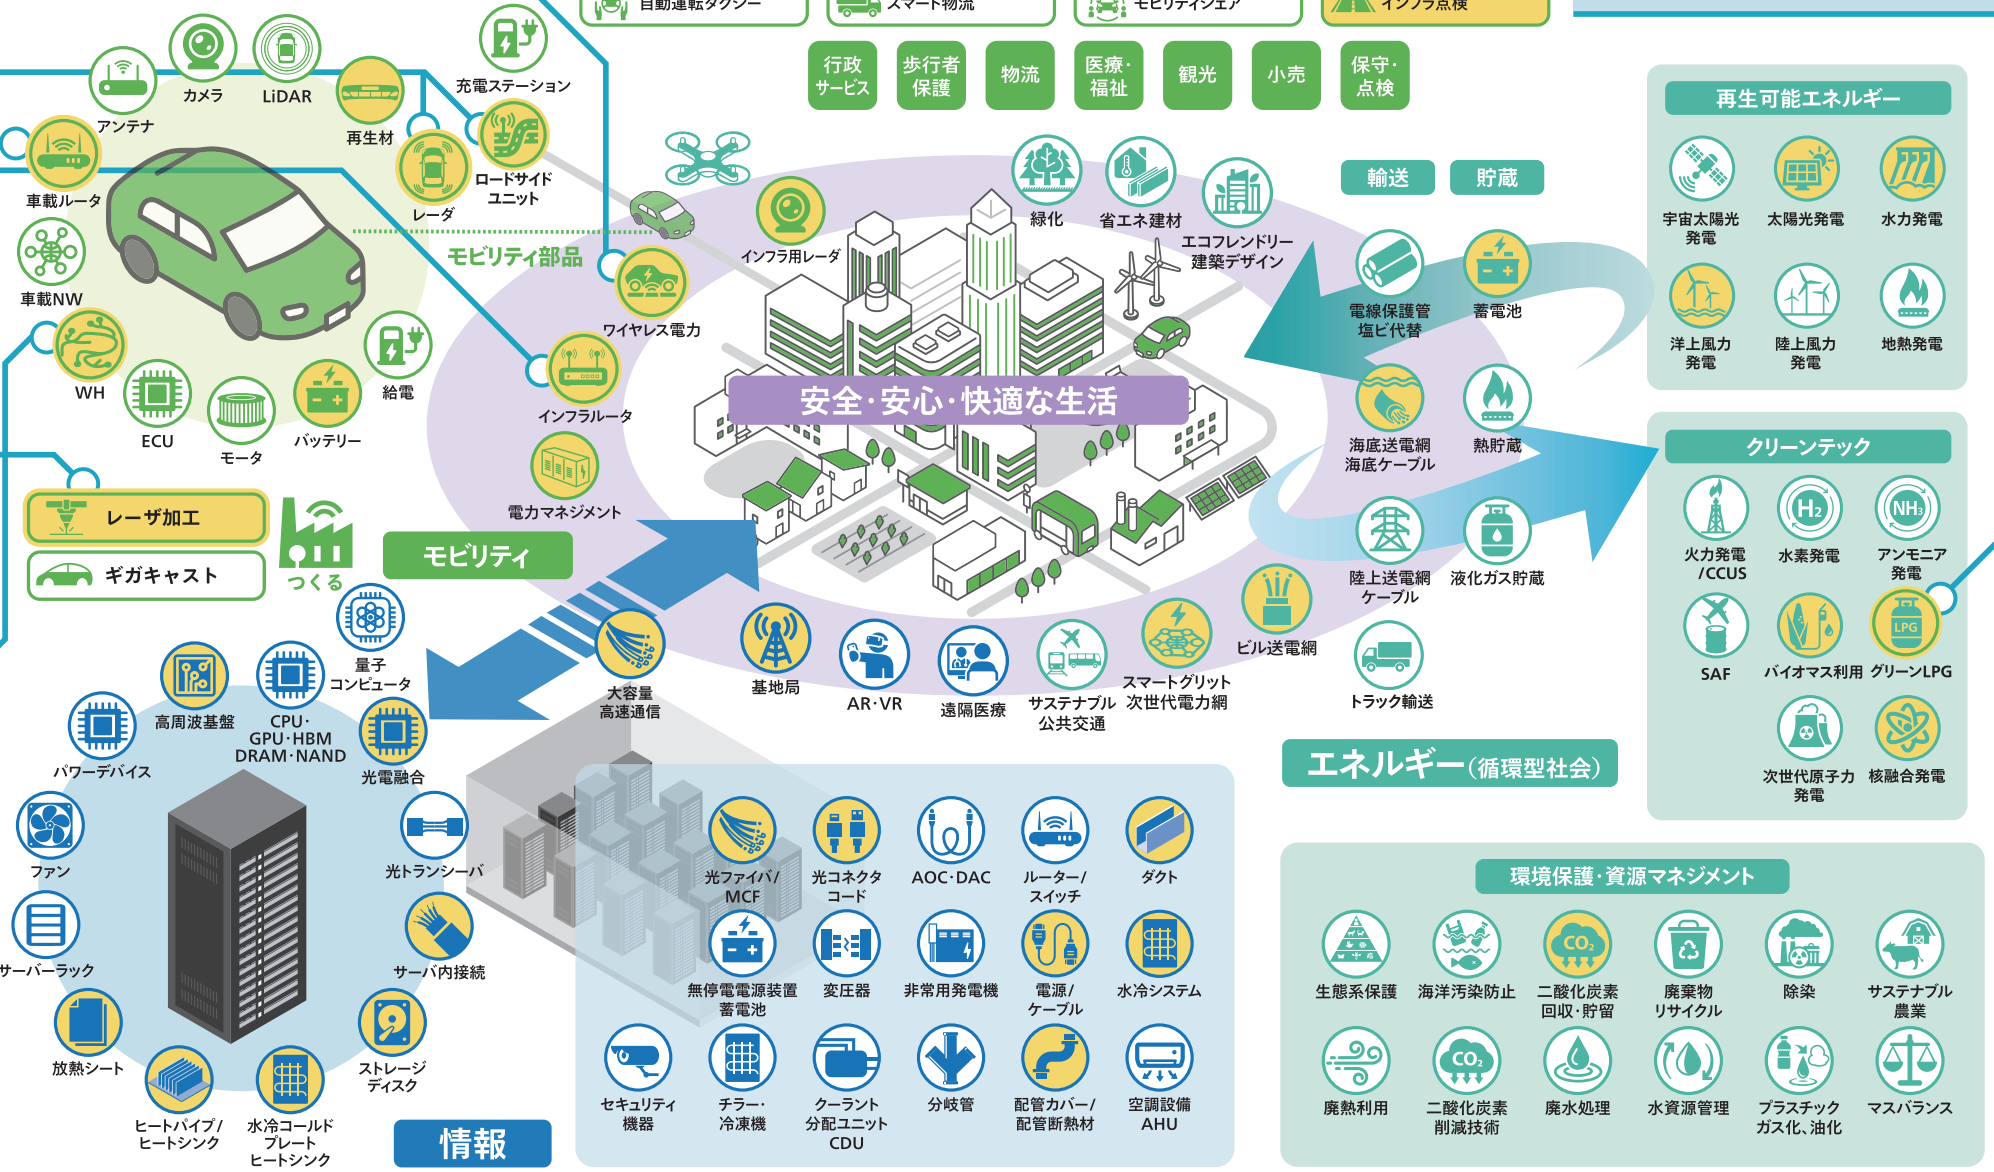 自動運転タクシー
スマート物流
モビリティシェア
インフラ点検
行政
サービス
歩行者
保護
物流
医療・
福祉
観光
小売
保守・
点検
アンテナ
カメラ
LiDAR
再生材
充電ステーション
車載ルータ
レーダ
ロードサイド
ユニット
車載NW
モビリティ部品
WH
ECU
モータ
バッテリー
給電
インフラ用レーダ
ワイヤレス電力
インフラルータ
電力マネジメント
緑化
省エネ建材
エコフレンドリー
建築デザイン
安全・安心・快適な生活
輸送
貯蔵
電線保護管
塩ビ代替
蓄電池
海底送電網
海底ケーブル
熱貯蔵
陸上送電網
ケーブル
液化ガス貯蔵
トラック輸送
再生可能エネルギー
宇宙太陽光
発電
太陽光発電
水力発電
洋上風力
発電
陸上風力
発電
地熱発電
クリーンテック
H2
NH3
火力発電
/CCUS
水素発電
アンモニア
発電
LPG
SAF
バイオマス利用
グリーンLPG
次世代原子力
発電
核融合発電
レーザ加工
ギガキャスト
つくる
モビリティ
大容量
高速通信
基地局
AR・VR
遠隔医療
サステナブル
公共交通
スマートグリット
次世代電力網
ビル送電網
エネルギー(循環型社会)
量子
コンピュータ
高周波基盤
CPU・
GPU・HBM
DRAM・NAND
パワーデバイス
光電融合
ファン
光トランシーバ
サーバーラック
サーバ内接続
放熱シート
ストレージ
ディスク
ヒートパイプ/
ヒートシンク
水冷コールド
プレート
ヒートシンク
情報
光ファイバ/
MCF
光コネクタ
コード
AOC・DAC
ルーター/
スイッチ
ダクト
無停電電源装置
蓄電池
変圧器
非常用発電機
電源/
ケーブル
水冷システム
セキュリティ
機器
チラー・
冷凍機
クーラント
分配ユニット
CDU
分岐管
配管カバー/
配管断熱材
空調設備
AHU
環境保護・資源マネジメント
CO2
生態系保護
海洋汚染防止
二酸化炭素
回収・貯留
廃棄物
リサイクル
除染
サステナブル
農業
CO2
廃熱利用
二酸化炭素
削減技術
廃水処理
水資源管理
プラスチック
ガス化、油化
マスバランス